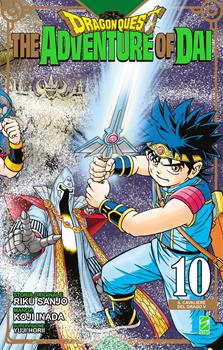 DRAGON QUEST
THE ADVENTURE OF DAI
STORIA ORIGINALE
RIKU SANJO
MANGA
KOJI INADA
SUPERVISIONE
YUJI HORII
10
IL CAVALIERE
DEL DRAGO V